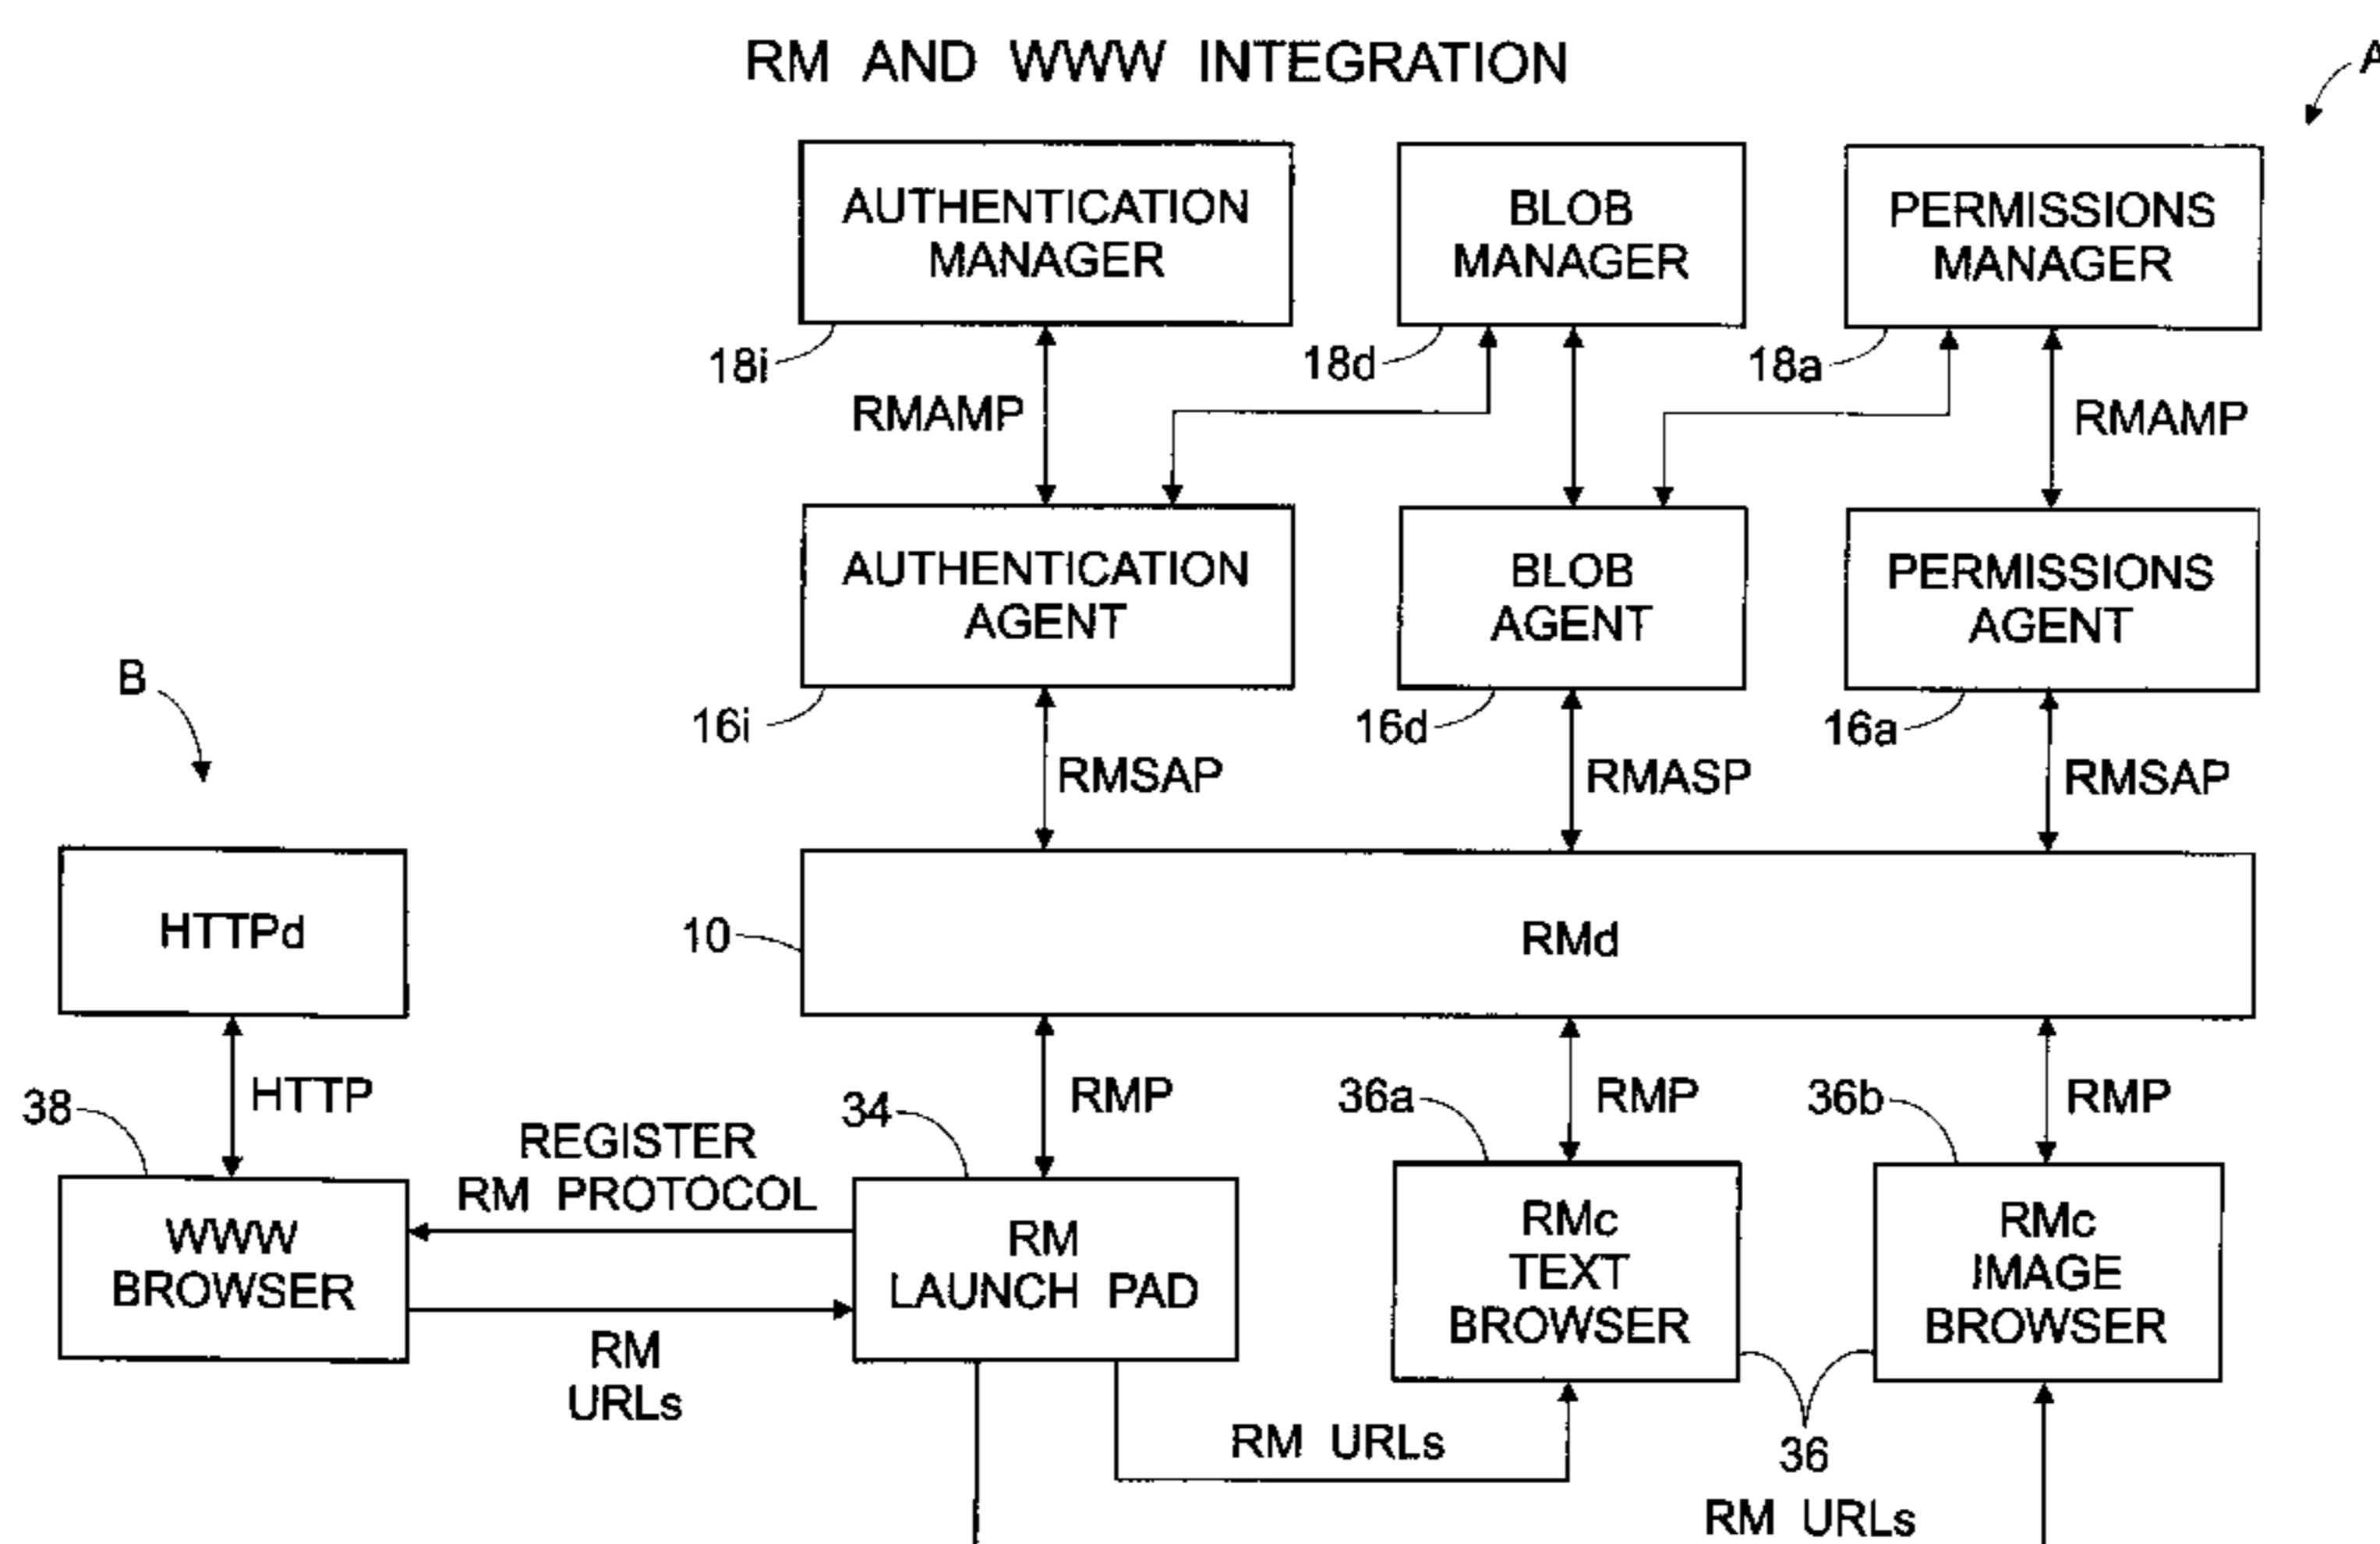 RM AND WWW INTEGRATION
A
AUTHENTICATION
MANAGER
BLOB
MANAGER
PERMISSIONS
MANAGER
18i
18d
18a
RMAMP
RMAMP
AUTHENTICATION
AGENT
BLOB
AGENT
PERMISSIONS
AGENT
B
16i
16d
16a
RMSAP
RMASP
RMSAP
HTTPd
10
RMd
38
HTTP
34
RMP
36a
RMP
36b
RMP
REGISTER
RM PROTOCOL
WWW
BROWSER
RM
LAUNCH PAD
RMc
TEXT
BROWSER
RMc
IMAGE
BROWSER
RM
URLs
RM URLs
36
RM URLs